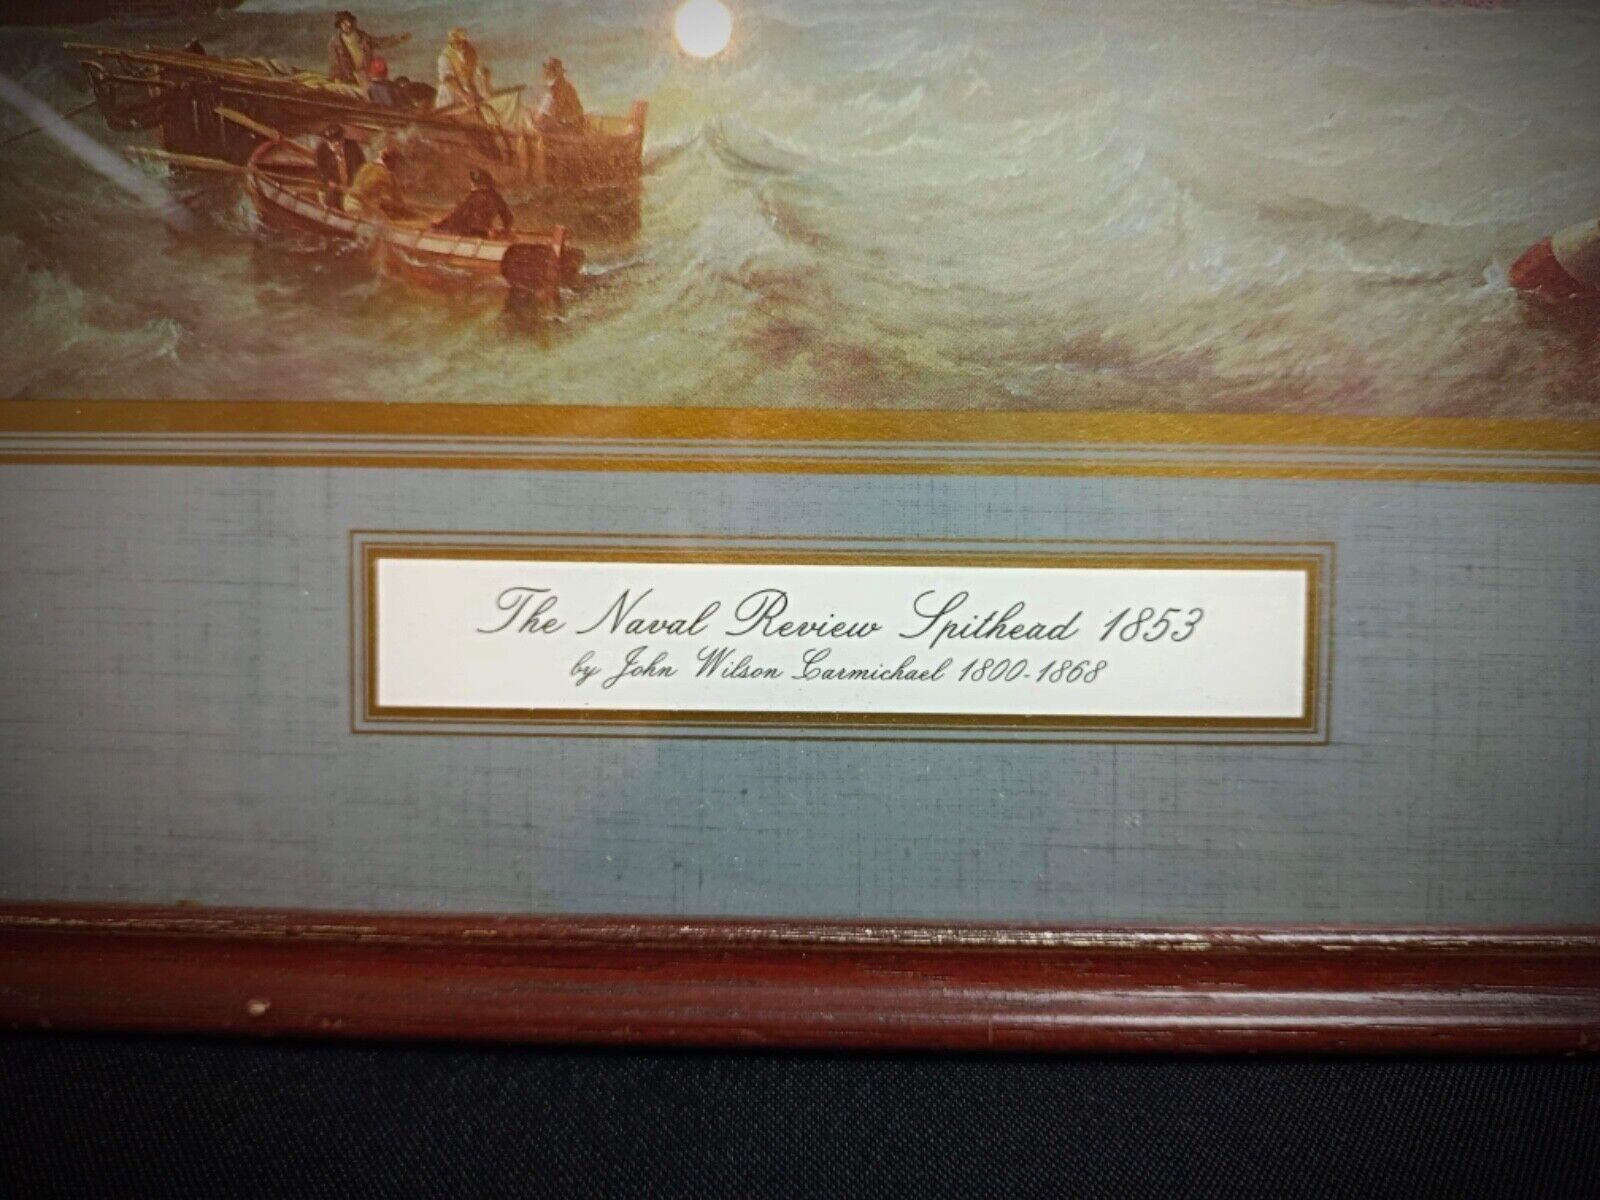 The Naval Review Spithead 1853
by John Wilson Carmichael 1800-1868